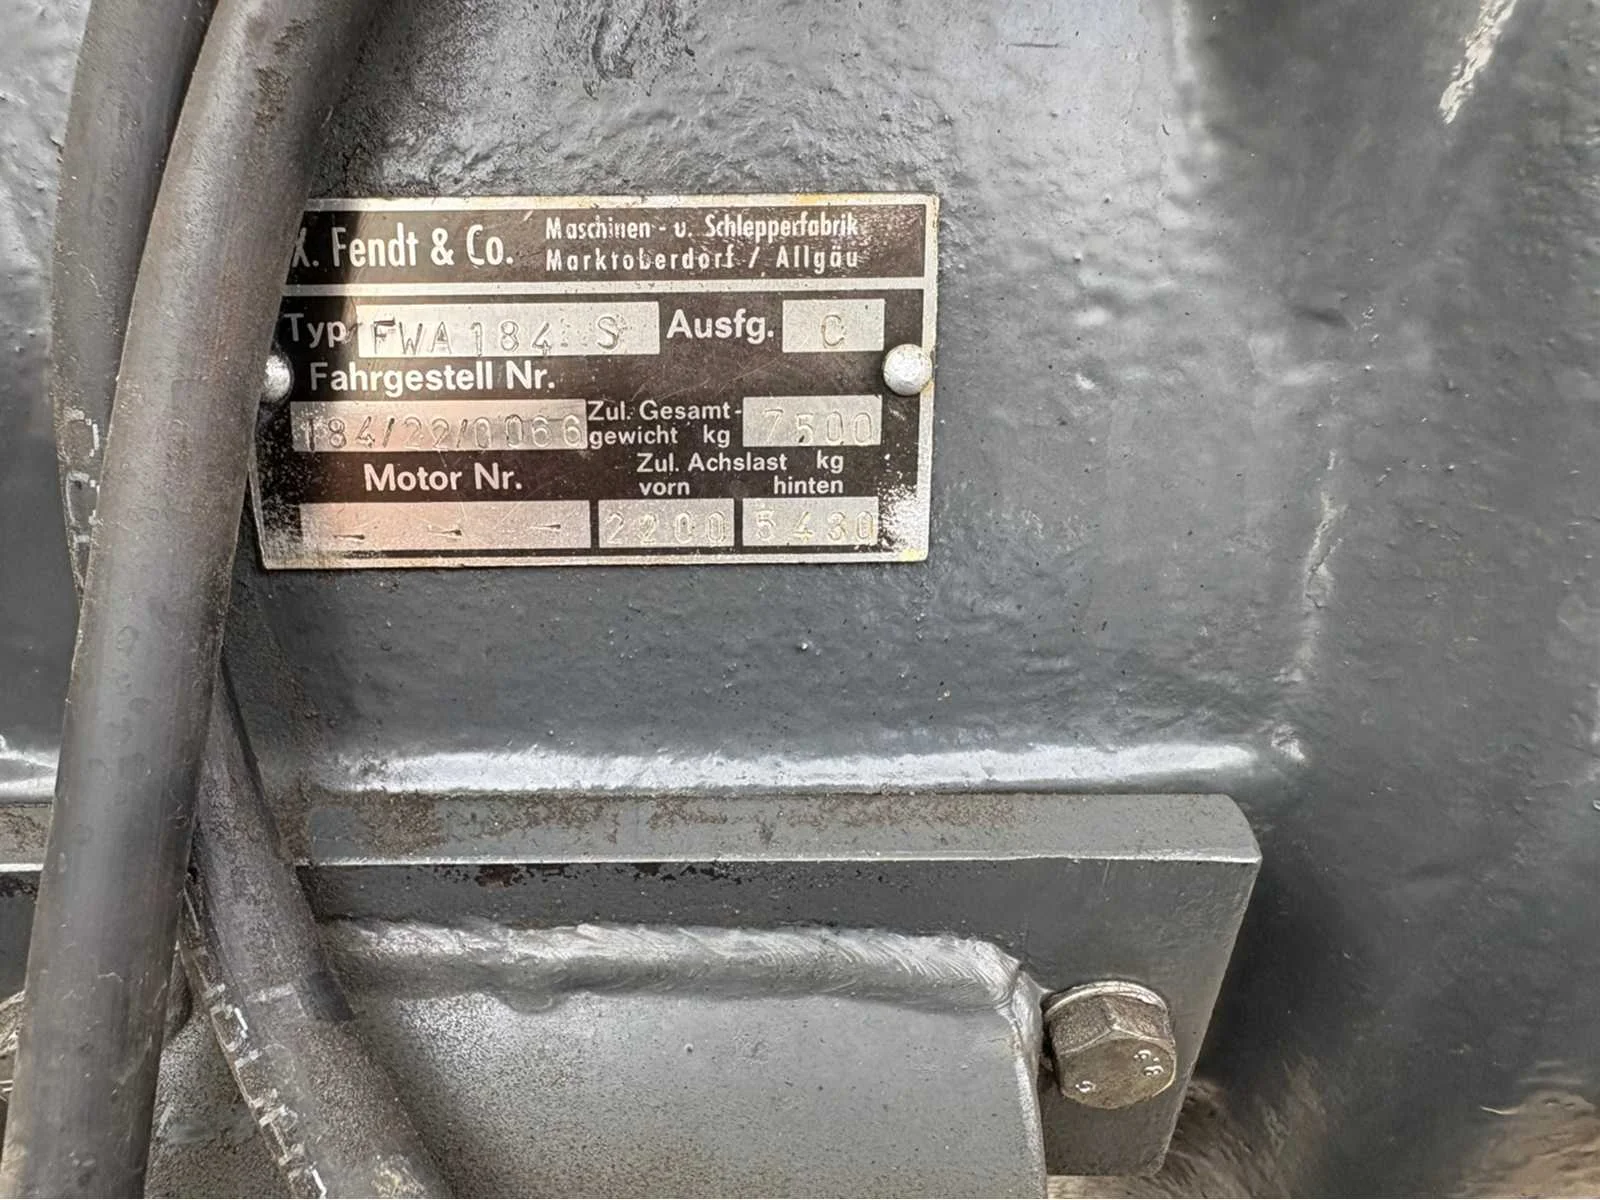 X. Fendt & Co.
Maschinen - u. Schlepperfabrik
Marktoberdorf / Allgäu
Typ FWA 184 S Ausfg. C
Fahrgestell Nr.
184/22/0066 Zul. Gesamt-
gewicht kg 7500
Motor Nr. Zul. Achslast kg
vorn hinten
- - - 2200 5430